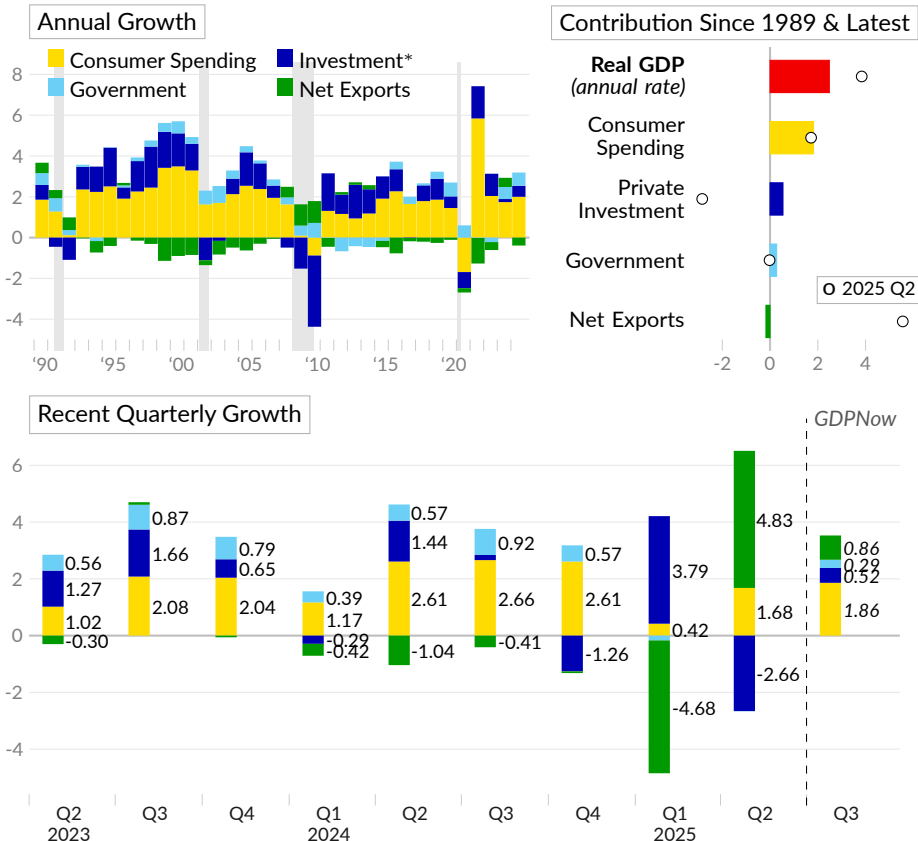 Annual Growth
Consumer Spending
Investment*
Government
Net Exports
8
6
4
2
0
-2
-4
'90
'95
'00
'05
'10
'15
'20
Contribution Since 1989 & Latest
Real GDP
(annual rate)
Consumer
Spending
Private
Investment
Government
2025 Q2
Net Exports
-2
0
2
4
Recent Quarterly Growth
GDPNow
6
4
2
0
-2
-4
0.56
1.27
1.02
-0.30
0.87
1.66
2.08
0.79
0.65
2.04
0.39
1.17
-0.29
-0.42
0.57
1.44
2.61
-1.04
0.92
2.66
-0.41
0.57
2.61
-1.26
3.79
0.42
-4.68
4.83
1.68
-2.66
0.86
0.29
0.52
1.86
Q2
2023
Q3
Q4
Q1
2024
Q2
Q3
Q4
Q1
2025
Q2
Q3